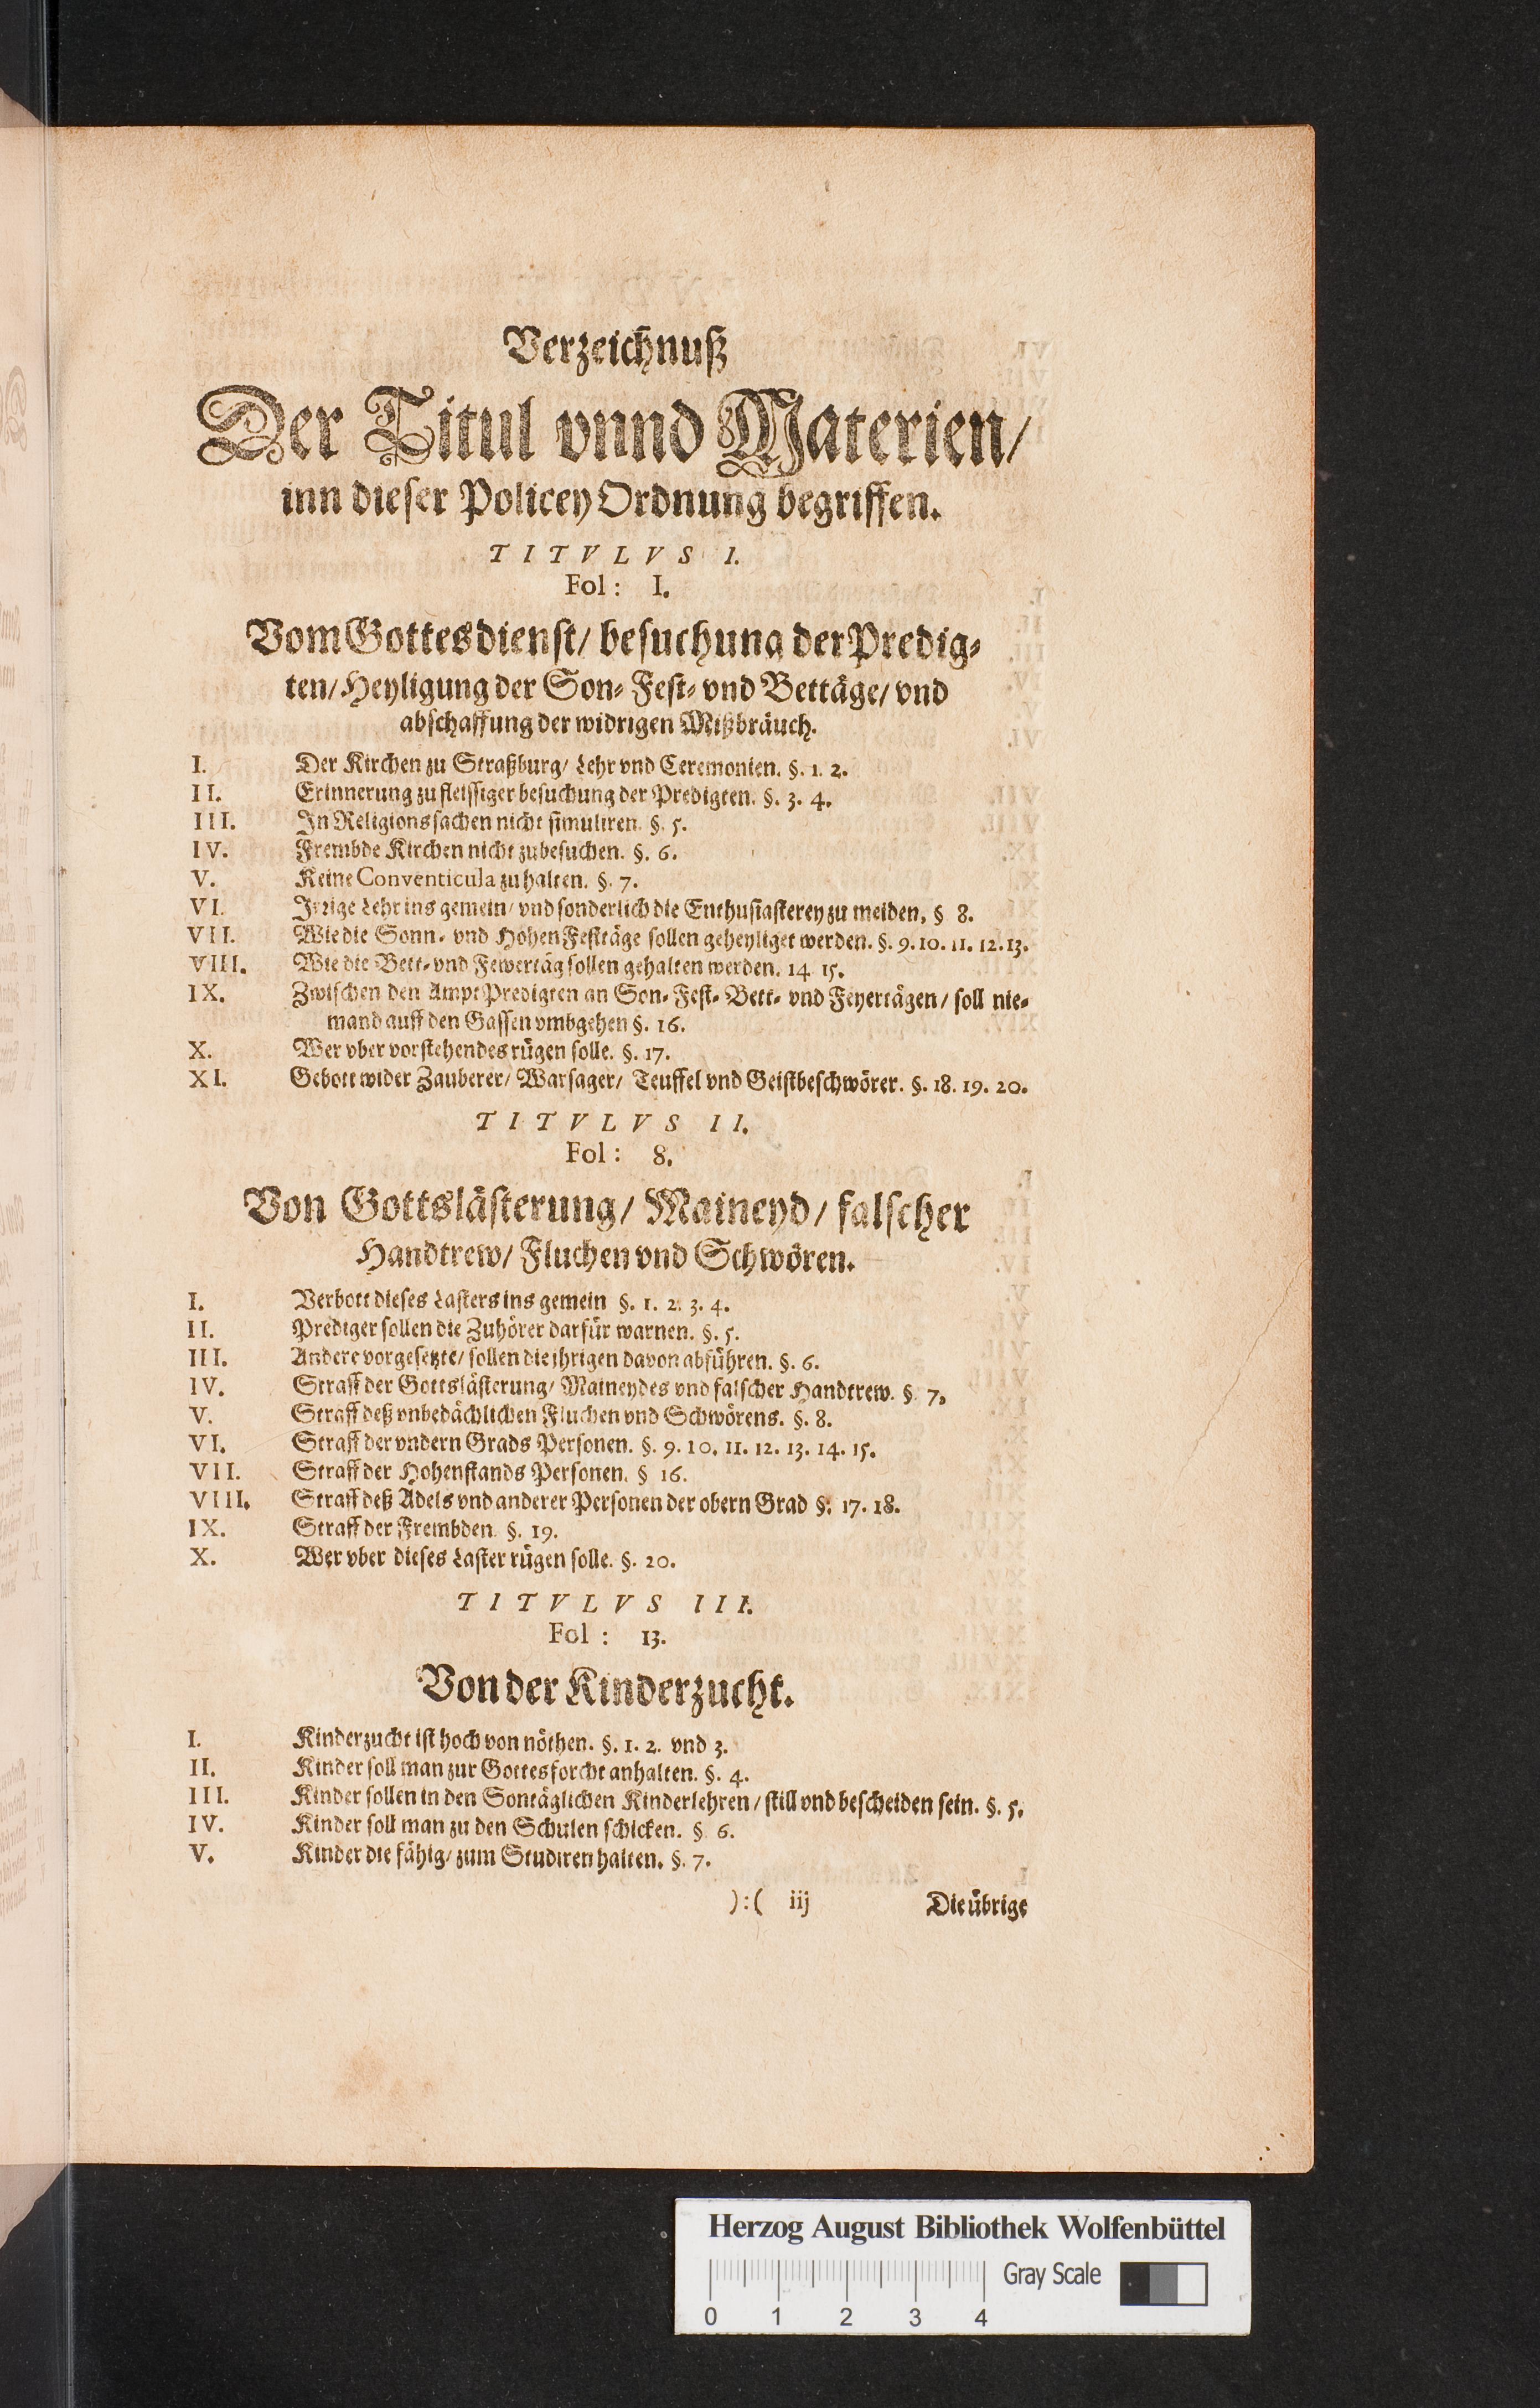 Verzeichnuß
Der Titul vnnd Materien/
inn dieser Policey Ordnung begriffen.
TITVLVS I.
Fol: I.
Vom Gottesdienst/ besuchung der Predig-
ten/ Heyligung der Son- Fest- vnd Bettäge/ vnd
abschaffung der widrigen Mißbräuch.
I. Der Kirchen zu Straßburg/ Lehr vnd Ceremonien. §. 1. 2.
II. Erinnerung zu fleissiger besuchung der Predigten. §. 3. 4.
III. In Religionssachen nicht simuliren. §. 5.
IV. Frembde Kirchen nicht zubesuchen. §. 6.
V. Keine Conventicula zu halten. §. 7.
VI. Irrige Lehr ins gemein/ vnd sonderlich die Enthusiasterey zu meiden, § 8.
VII. Wie die Sonn- vnd Hohen Festtäge sollen geheyliget werden. §. 9. 10. 11. 12. 13.
VIII. Wie die Bett- vnd Fewertäg sollen gehalten werden. 14 15.
IX. Zwischen den Ampt Predigten an Son- Fest- Bett- vnd Feyertägen/ soll nie-
mand auff den Gassen vmbgehen §. 16.
X. Wer vber vorstehendes rügen solle. §. 17.
XI. Gebott wider Zauberer/ Warsager/ Teuffel vnd Geistbeschwörer. §. 18. 19. 20.
TITVLVS II.
Fol: 8.
Von Gottslästerung/ Maineyd/ falscher
Handtrew/ Fluchen vnd Schwören.
I. Verbott dieses Lasters ins gemein §. 1. 2. 3. 4.
II. Prediger sollen die Zuhörer darfür warnen. §. 5.
III. Andere vorgesetzte/ sollen die jhrigen davon abführen. §. 6.
IV. Straff der Gottslästerung/ Maineydes vnd falscher Handtrew. § 7.
V. Straff deß vnbedächlichen Fluchen vnd Schwörens. §. 8.
VI. Straff der vndern Grads Personen. §. 9. 10. 11. 12. 13. 14. 15.
VII. Straff der Hohenstands Personen. § 16.
VIII. Straff deß Adels vnd anderer Personen der obern Grad §. 17. 18.
IX. Straff der Frembden. §. 19.
X. Wer vber dieses Laster rügen solle. §. 20.
TITVLVS III.
Fol: 13.
Von der Kinderzucht.
I. Kinderzucht ist hoch von nöthen. §. 1. 2. vnd 3.
II. Kinder soll man zur Gottesforcht anhalten. §. 4.
III. Kinder sollen in den Sontäglichen Kinderlehren/ still vnd bescheiden sein. §. 5.
IV. Kinder soll man zu den Schulen schicken. § 6.
V. Kinder die fähig/ zum Studiren halten. §. 7.
):( iij Die übrige
Herzog August Bibliothek Wolfenbüttel
Gray Scale
0 1 2 3 4